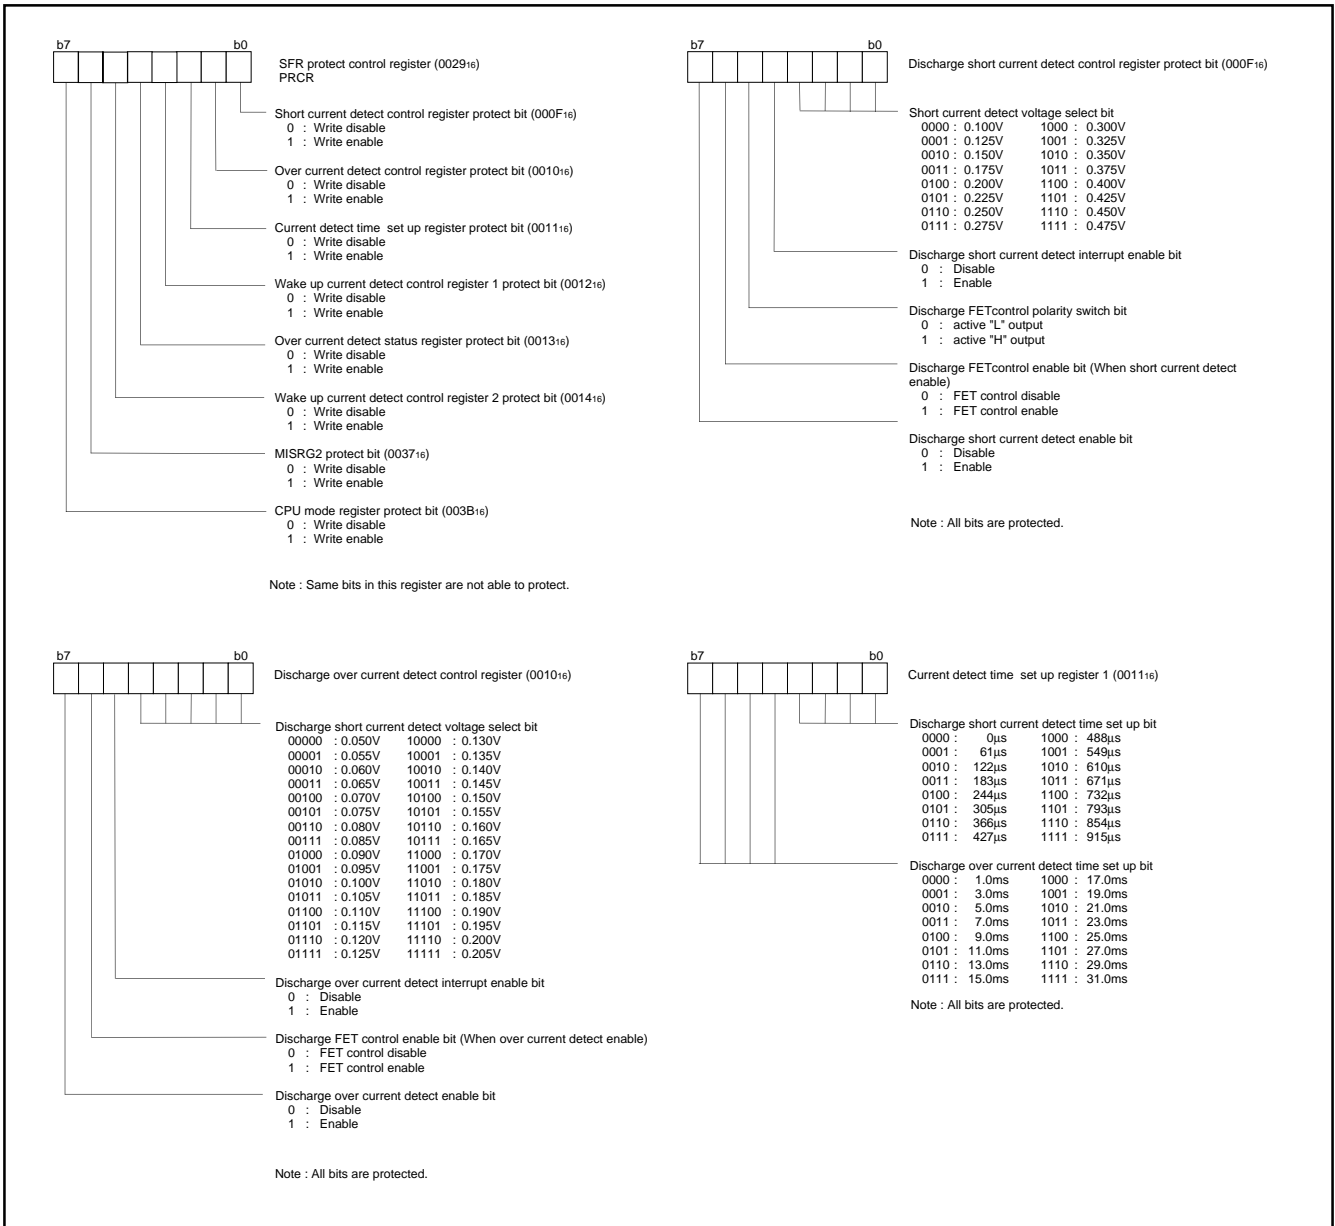 b7 b0
SFR protect control register (002916)
PRCR
Short current detect control register protect bit (000F16)
0 : Write disable
1 : Write enable
Over current detect control register protect bit (001016)
0 : Write disable
1 : Write enable
Current detect time set up register protect bit (001116)
0 : Write disable
1 : Write enable
Wake up current detect control register 1 protect bit (001216)
0 : Write disable
1 : Write enable
Over current detect status register protect bit (001316)
0 : Write disable
1 : Write enable
Wake up current detect control register 2 protect bit (001416)
0 : Write disable
1 : Write enable
MISRG2 protect bit (003716)
0 : Write disable
1 : Write enable
CPU mode register protect bit (003B16)
0 : Write disable
1 : Write enable
Note : Same bits in this register are not able to protect.
b7 b0
Discharge short current detect control register protect bit (000F16)
Short current detect voltage select bit
0000 : 0.100V 1000 : 0.300V
0001 : 0.125V 1001 : 0.325V
0010 : 0.150V 1010 : 0.350V
0011 : 0.175V 1011 : 0.375V
0100 : 0.200V 1100 : 0.400V
0101 : 0.225V 1101 : 0.425V
0110 : 0.250V 1110 : 0.450V
0111 : 0.275V 1111 : 0.475V
Discharge short current detect interrupt enable bit
0 : Disable
1 : Enable
Discharge FETcontrol polarity switch bit
0 : active "L" output
1 : active "H" output
Discharge FETcontrol enable bit (When short current detect
enable)
0 : FET control disable
1 : FET control enable
Discharge short current detect enable bit
0 : Disable
1 : Enable
Note : All bits are protected.
b7 b0
Discharge over current detect control register (001016)
Discharge short current detect voltage select bit
00000 : 0.050V 10000 : 0.130V
00001 : 0.055V 10001 : 0.135V
00010 : 0.060V 10010 : 0.140V
00011 : 0.065V 10011 : 0.145V
00100 : 0.070V 10100 : 0.150V
00101 : 0.075V 10101 : 0.155V
00110 : 0.080V 10110 : 0.160V
00111 : 0.085V 10111 : 0.165V
01000 : 0.090V 11000 : 0.170V
01001 : 0.095V 11001 : 0.175V
01010 : 0.100V 11010 : 0.180V
01011 : 0.105V 11011 : 0.185V
01100 : 0.110V 11100 : 0.190V
01101 : 0.115V 11101 : 0.195V
01110 : 0.120V 11110 : 0.200V
01111 : 0.125V 11111 : 0.205V
Discharge over current detect interrupt enable bit
0 : Disable
1 : Enable
Discharge FET control enable bit (When over current detect enable)
0 : FET control disable
1 : FET control enable
Discharge over current detect enable bit
0 : Disable
1 : Enable
Note : All bits are protected.
b7 b0
Current detect time set up register 1 (001116)
Discharge short current detect time set up bit
0000 : 0μs 1000 : 488μs
0001 : 61μs 1001 : 549μs
0010 : 122μs 1010 : 610μs
0011 : 183μs 1011 : 671μs
0100 : 244μs 1100 : 732μs
0101 : 305μs 1101 : 793μs
0110 : 366μs 1110 : 854μs
0111 : 427μs 1111 : 915μs
Discharge over current detect time set up bit
0000 : 1.0ms 1000 : 17.0ms
0001 : 3.0ms 1001 : 19.0ms
0010 : 5.0ms 1010 : 21.0ms
0011 : 7.0ms 1011 : 23.0ms
0100 : 9.0ms 1100 : 25.0ms
0101 : 11.0ms 1101 : 27.0ms
0110 : 13.0ms 1110 : 29.0ms
0111 : 15.0ms 1111 : 31.0ms
Note : All bits are protected.